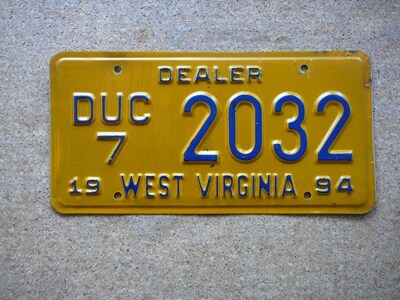 DEALER
DUC 2032
7
19 WEST VIRGINIA 94